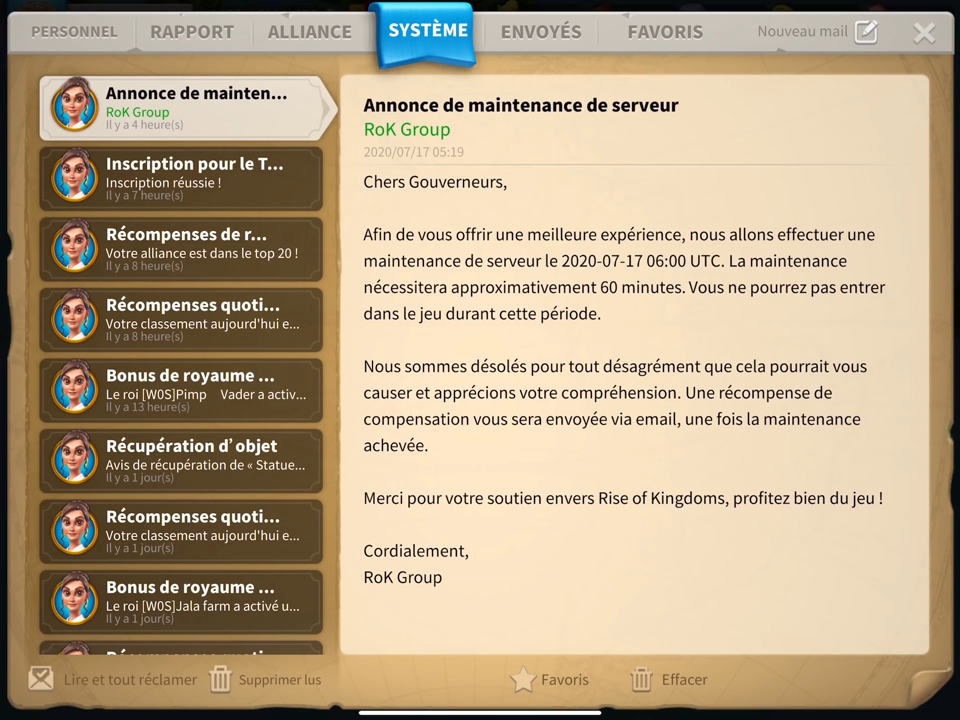 PERSONNEL
RAPPORT
ALLIANCE
SYSTÈME
ENVOYÉS
FAVORIS
Nouveau mail
Annonce de mainten...
RoK Group
Il y a 4 heure(s)
Inscription pour le T...
Inscription réussie !
Il y a 7 heure(s)
Récompenses de r...
Votre alliance est dans le top 20 !
Il y a 8 heure(s)
Récompenses quoti...
Votre classement aujourd'hui e...
Il y a 8 heure(s)
Bonus de royaume ...
Le roi [W0S]Pimp Vader a activ...
Il y a 13 heure(s)
Récupération d’objet
Avis de récupération de « Statue...
Il y a 1 jour(s)
Récompenses quoti...
Votre classement aujourd'hui e...
Il y a 1 jour(s)
Bonus de royaume ...
Le roi [W0S]Jala farm a activé u...
Il y a 1 jour(s)
Annonce de maintenance de serveur
RoK Group
2020/07/17 05:19
Chers Gouverneurs,
Afin de vous offrir une meilleure expérience, nous allons effectuer une
maintenance de serveur le 2020-07-17 06:00 UTC. La maintenance
nécessitera approximativement 60 minutes. Vous ne pourrez pas entrer
dans le jeu durant cette période.
Nous sommes désolés pour tout désagrément que cela pourrait vous
causer et apprécions votre compréhension. Une récompense de
compensation vous sera envoyée via email, une fois la maintenance
achevée.
Merci pour votre soutien envers Rise of Kingdoms, profitez bien du jeu !
Cordialement,
RoK Group
Lire et tout réclamer
Supprimer lus
Favoris
Effacer